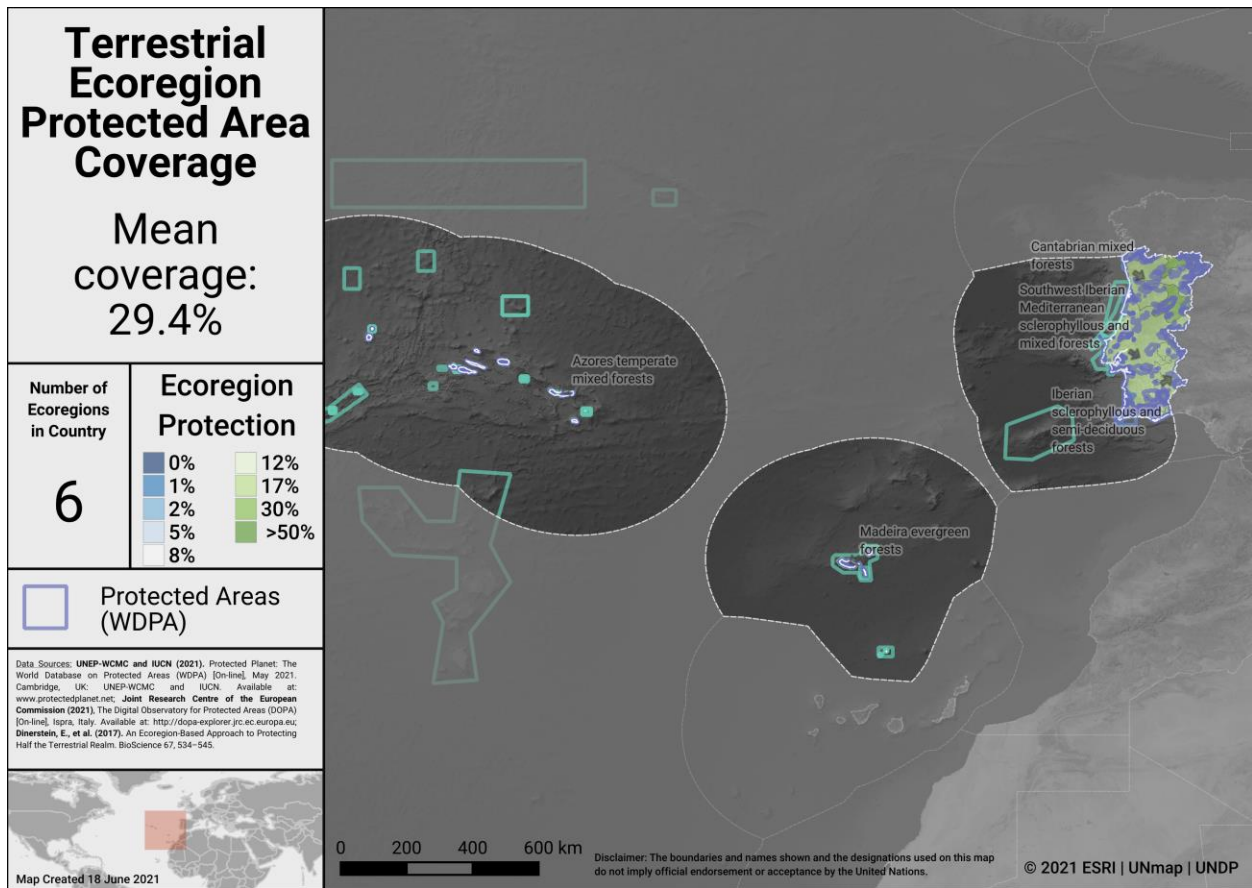 Terrestrial
Ecoregion
Protected Area
Coverage
Mean
coverage:
29.4%
Number of
Ecoregions
in Country
6
Ecoregion
Protection
0%
1%
2%
5%
8%
12%
17%
30%
>50%
Protected Areas
(WDPA)
Data Sources: UNEP-WCMC and IUCN (2021). Protected Planet: The
World Database on Protected Areas (WDPA) [On-line], May 2021.
Cambridge, UK: UNEP-WCMC and IUCN. Available at:
www.protectedplanet.net; Joint Research Centre of the European
Commission (2021), The Digital Observatory for Protected Areas (DOPA)
[On-line], Ispra, Italy. Available at: http://dopa-explorer.jrc.ec.europa.eu;
Dinerstein, E., et al. (2017). An Ecoregion-Based Approach to Protecting
Half the Terrestrial Realm. BioScience 67, 534–545.
Map Created 18 June 2021
Cantabrian mixed
forests
Southwest Iberian
Mediterranean
sclerophyllous and
mixed forests
Azores temperate
mixed forests
Iberian
sclerophyllous and
semi-deciduous
forests
Madeira evergreen
forests
0 200 400 600 km
Disclaimer: The boundaries and names shown and the designations used on this map
do not imply official endorsement or acceptance by the United Nations.
© 2021 ESRI | UNmap | UNDP